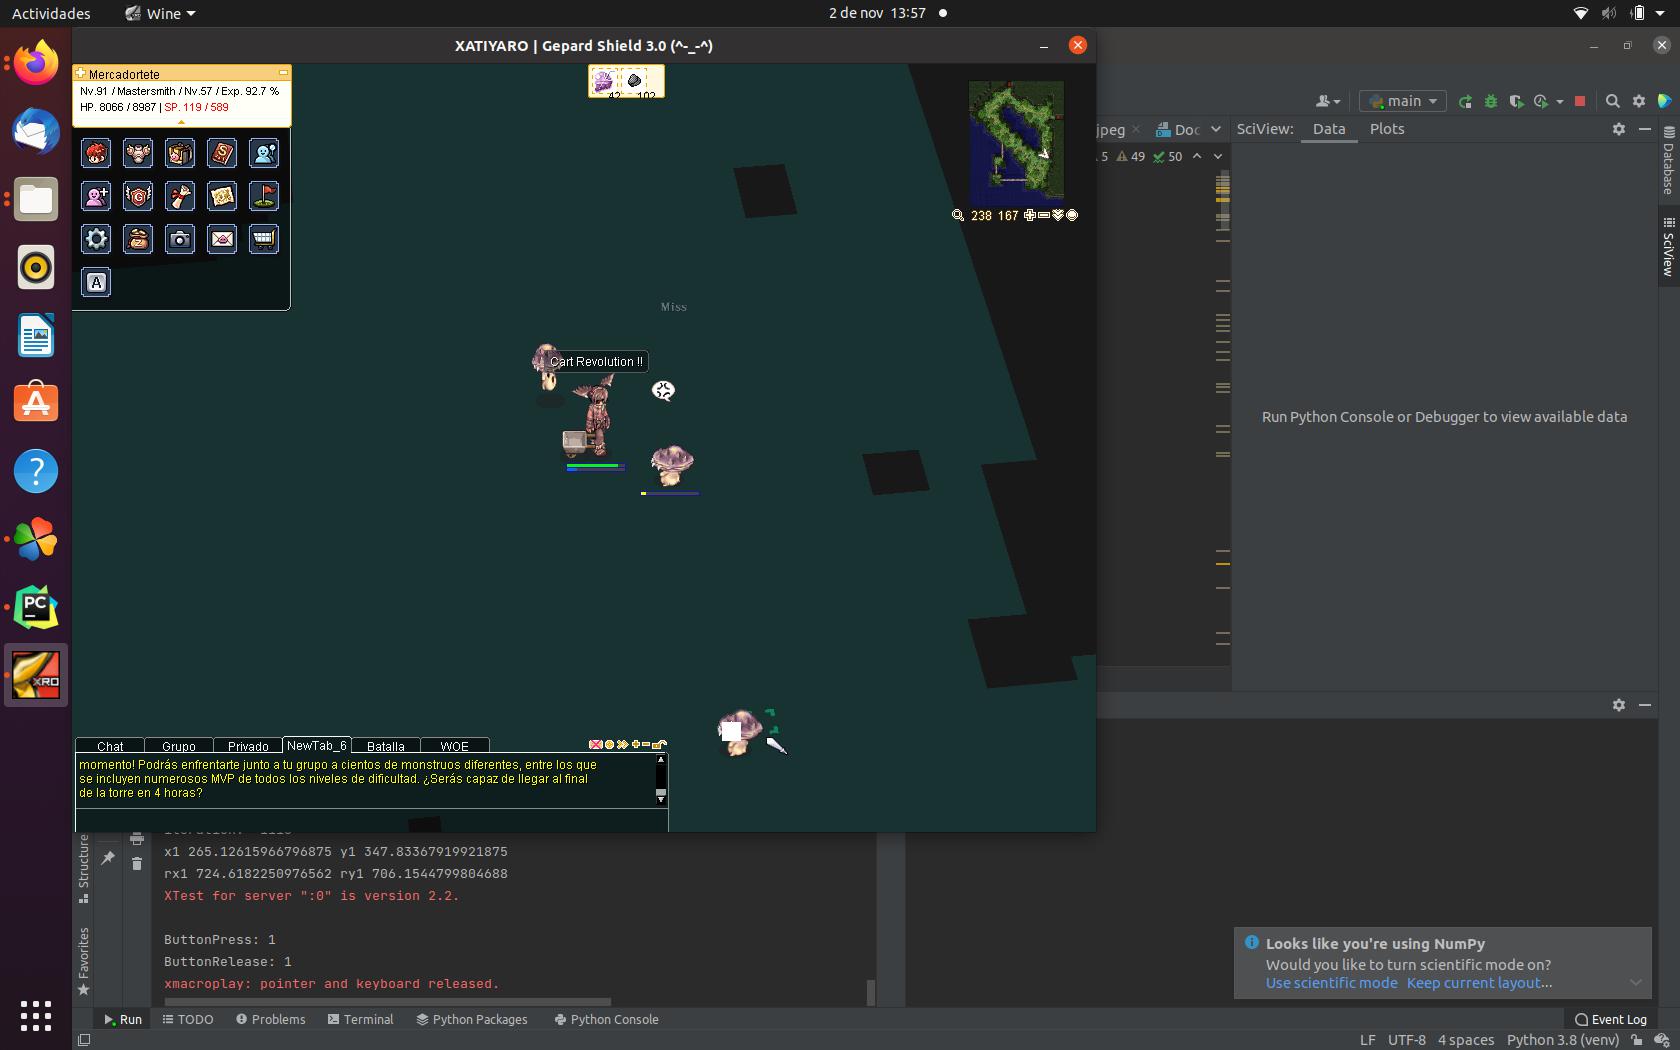 Actividades
Wine
2 de nov 13:57
XATIYARO | Gepard Shield 3.0 (^-_-^)
Mercadortete
Nv.91 / Mastersmith / Nv.57 / Exp. 92.7 %
HP. 8066 / 8987 | SP. 119 / 589
42
102
238 167
A
Miss
Cart Revolution !!
main
jpeg
Doc
SciView:
Data
Plots
5
49
50
Database
SciView
Run Python Console or Debugger to view available data
PC
XRO
Chat
Grupo
Privado
NewTab_6
Batalla
WOE
momento! Podrás enfrentarte junto a tu grupo a cientos de monstruos diferentes, entre los que
se incluyen numerosos MVP de todos los niveles de dificultad. ¿Serás capaz de llegar al final
de la torre en 4 horas?
x1 265.12615966796875 y1 347.83367919921875
rx1 724.6182250976562 ry1 706.1544799804688
XTest for server ":0" is version 2.2.
ButtonPress: 1
ButtonRelease: 1
xmacroplay: pointer and keyboard released.
Structure
Favorites
Looks like you're using NumPy
Would you like to turn scientific mode on?
Use scientific mode Keep current layout...
Run
TODO
Problems
Terminal
Python Packages
Python Console
Event Log
LF UTF-8 4 spaces Python 3.8 (venv)